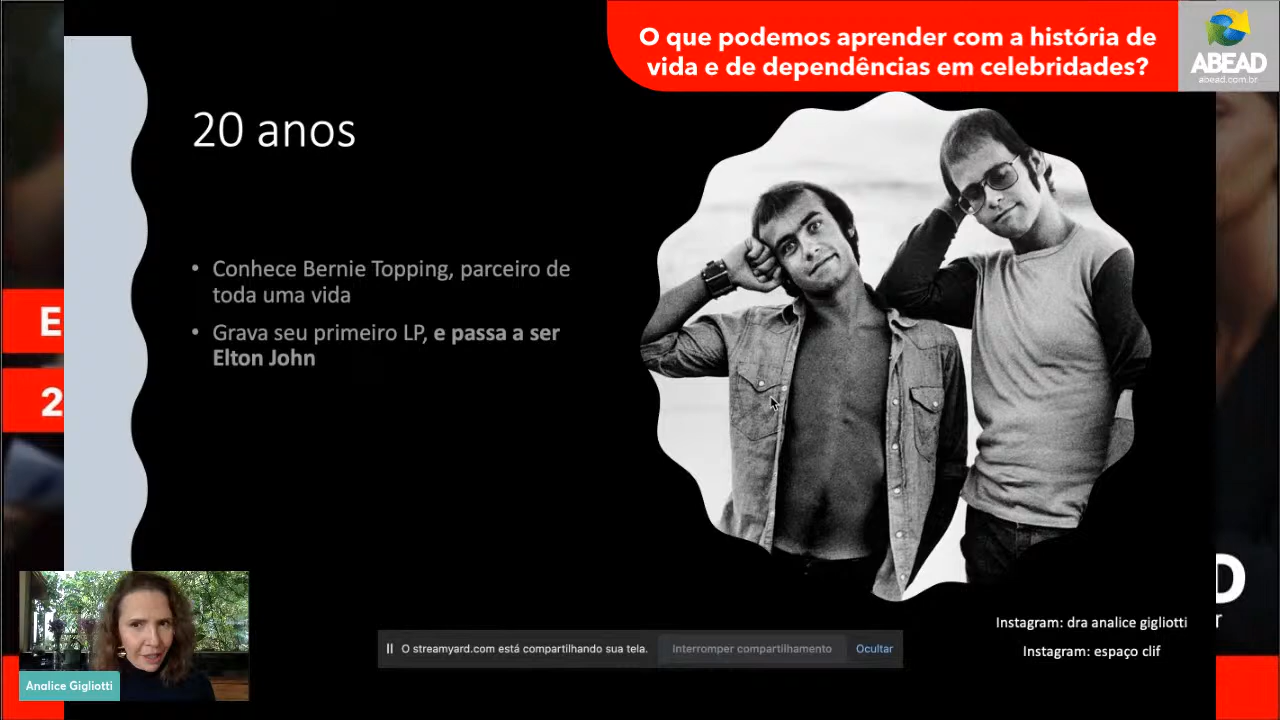 O que podemos aprender com a história de
vida e de dependências em celebridades?
ABEAD
abead.com.br
20 anos
• Conhece Bernie Topping, parceiro de
toda uma vida
• Grava seu primeiro LP, e passa a ser
Elton John
E
2
D
r
Instagram: dra analice gigliotti
Instagram: espaço clif
O streamyard.com está compartilhando sua tela.
Interromper compartilhamento
Ocultar
Analice Gigliotti